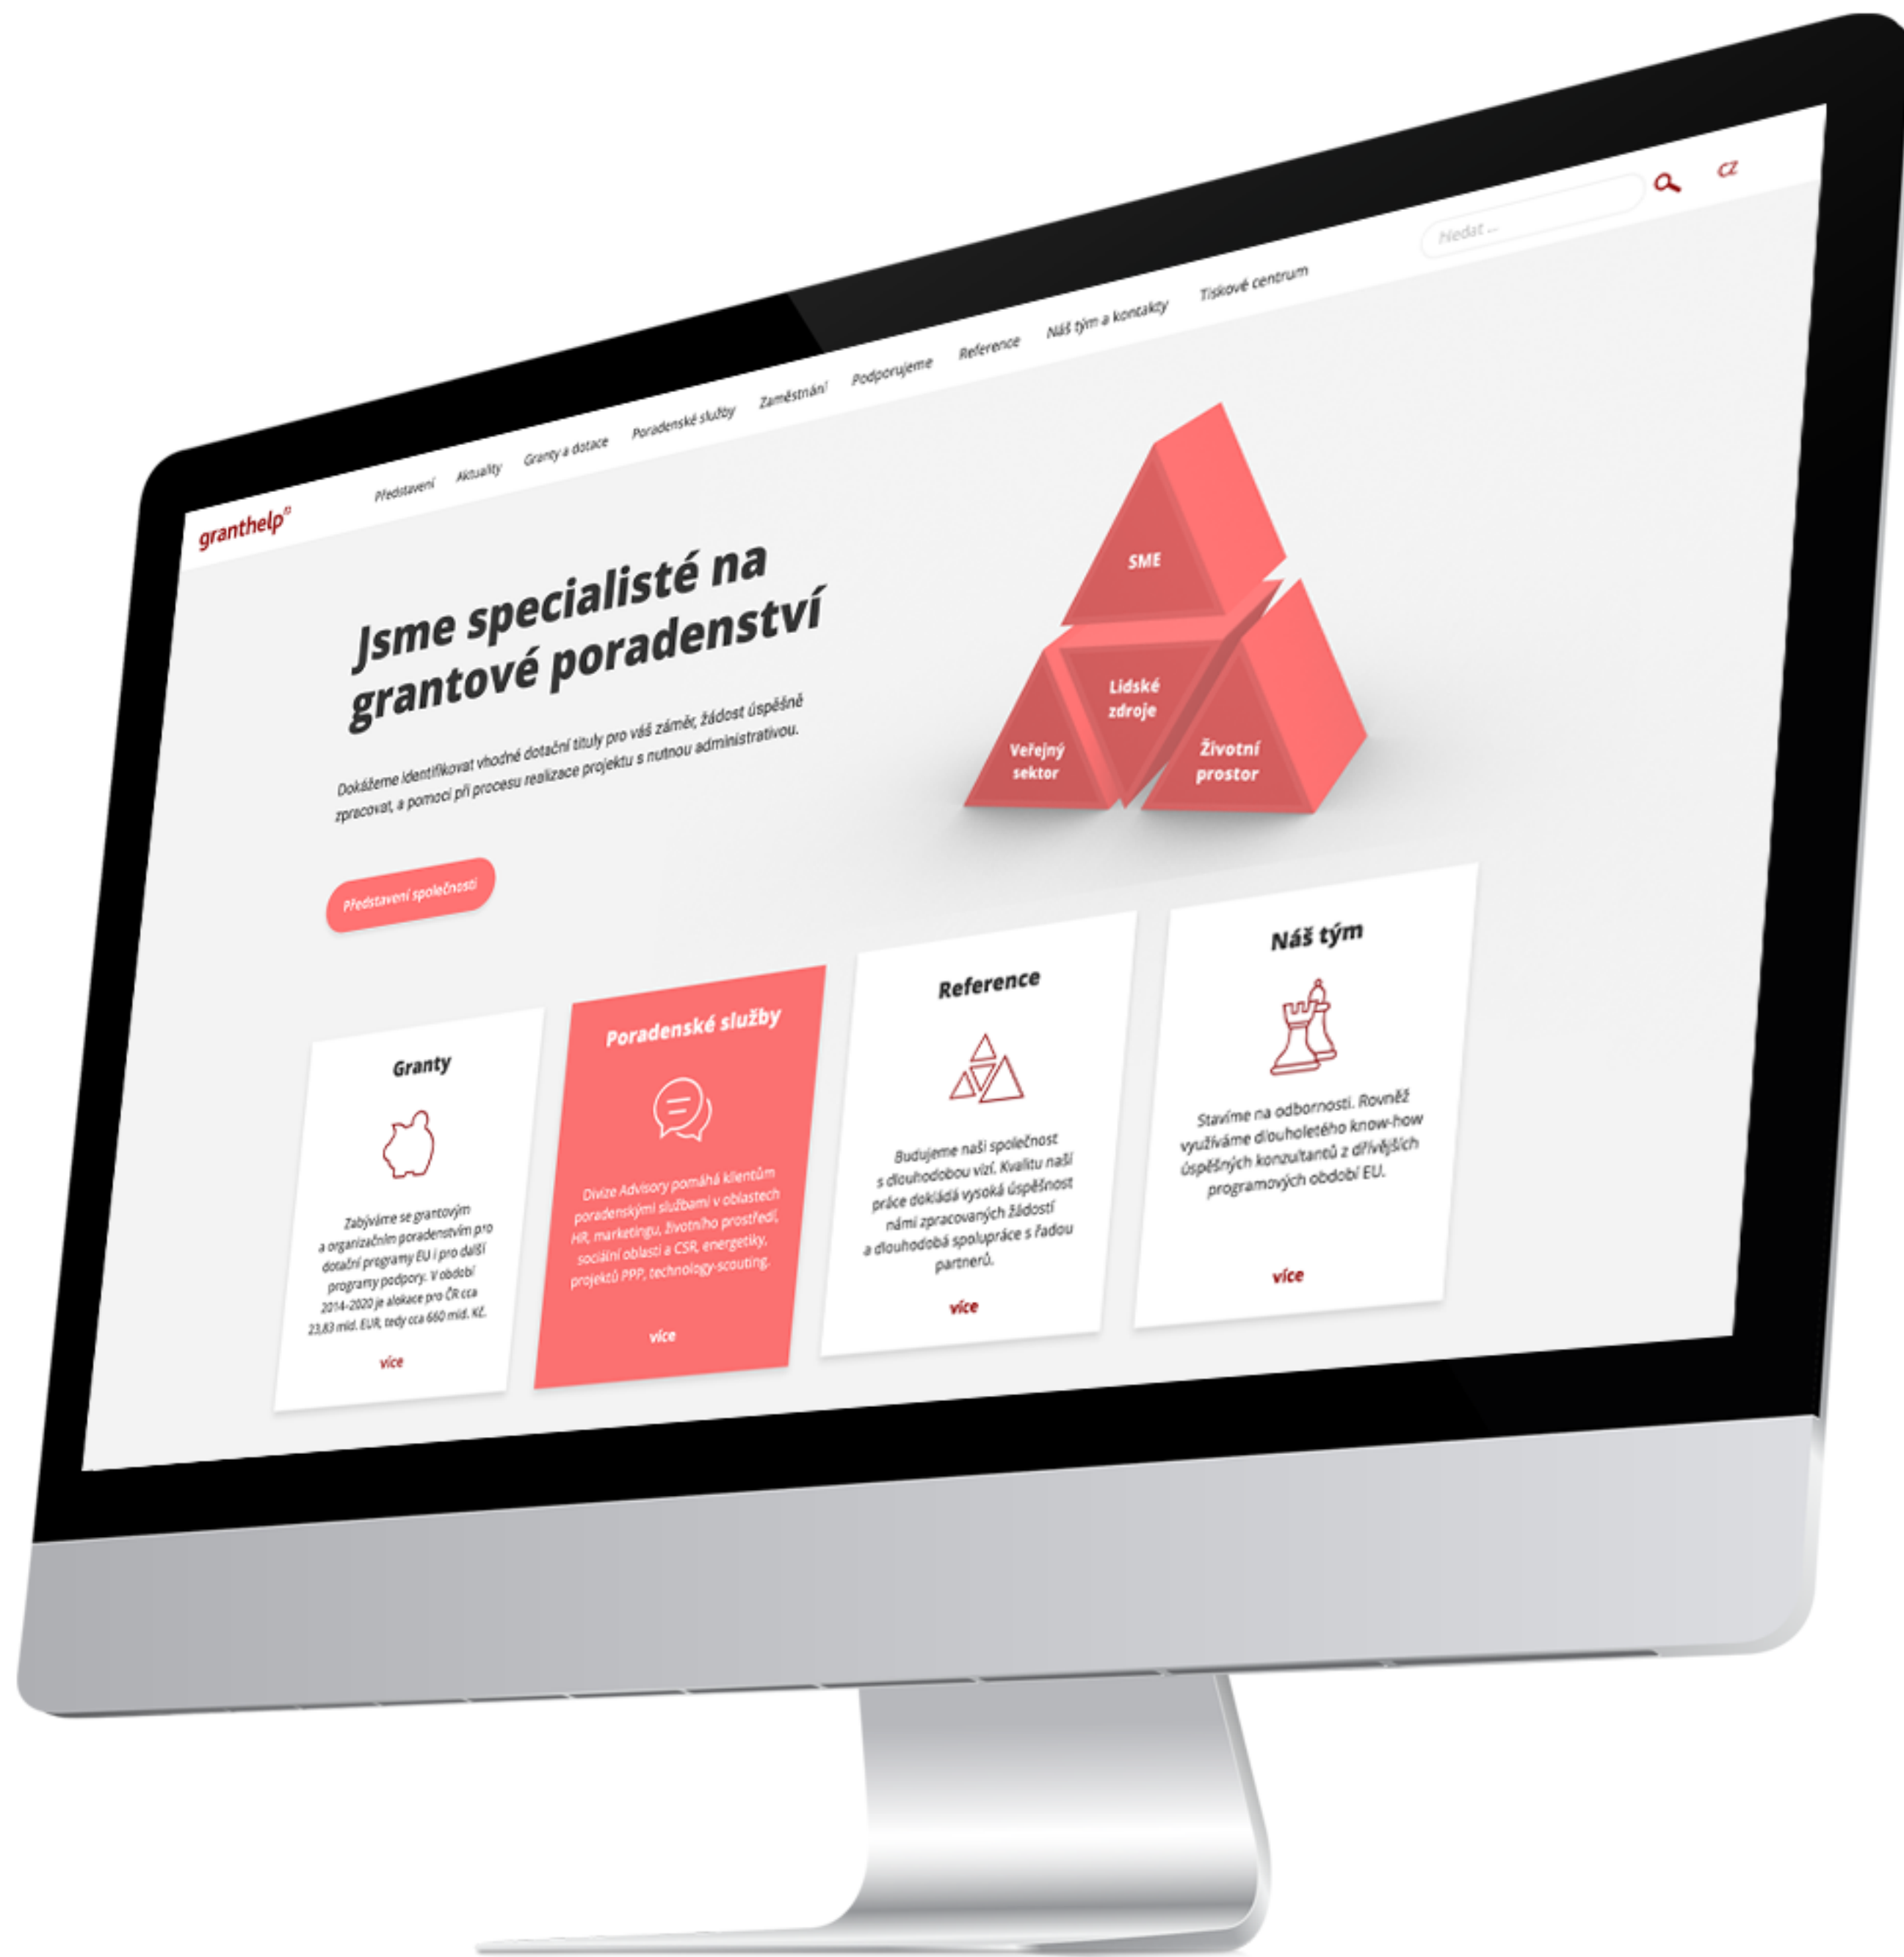 granthelp
Představení
Aktuality
Granty a dotace
Poradenské služby
Zaměstnání
Podporujeme
Reference
Náš tým a kontakty
Tiskové centrum
hledat ...
CZ
Jsme specialisté na
grantové poradenství
Dokážeme identifikovat vhodné dotační tituly pro váš záměr, žádost úspěšně
zpracovat, a pomoci při procesu realizace projektu s nutnou administrativou.
Představení společnosti
SME
Lidské
zdroje
Veřejný
sektor
Životní
prostor
Granty
Zabýváme se grantovým
a organizačním poradenstvím pro
dotační programy EU i pro další
programy podpory. V období
2014-2020 je alokace pro ČR cca
23,83 mld. EUR, tedy cca 660 mld. Kč.
více
Poradenské služby
Divize Advisory pomáhá klientům
poradenskými službami v oblastech
HR, marketingu, životního prostředí,
sociální oblasti a CSR, energetiky,
projektů PPP, technology-scouting.
více
Reference
Budujeme naši společnost
s dlouhodobou vizí. Kvalitu naší
práce dokládá vysoká úspěšnost
námi zpracovaných žádostí
a dlouhodobá spolupráce s řadou
partnerů.
více
Náš tým
Stavíme na odbornosti. Rovněž
využíváme dlouholetého know-how
úspěšných konzultantů z dřívějších
programových období EU.
více